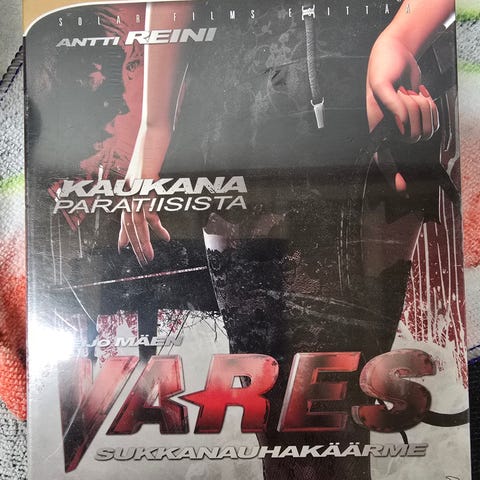 SOLAR FILMS ESITTÄÄ
ANTTI REINI
KAUKANA
PARATIISISTA
MÄEN
VARES
SUKKANAUHAKÄÄRME